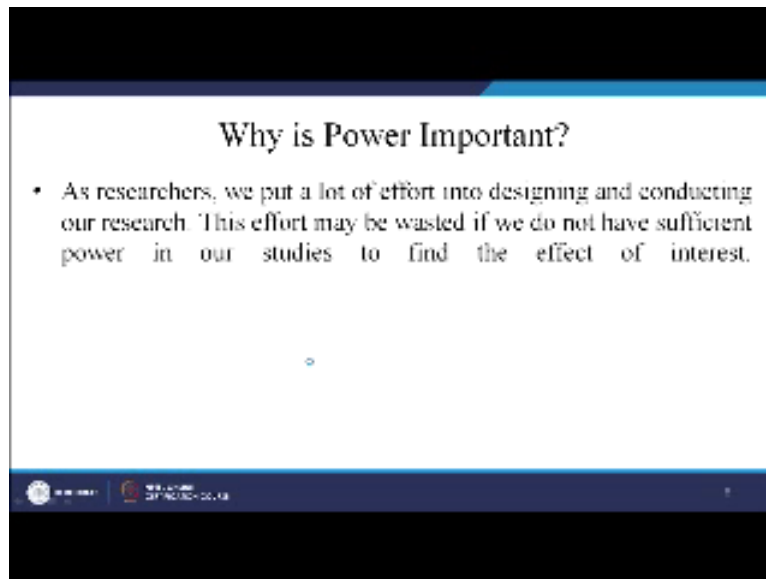 Why is Power Important?
• As researchers, we put a lot of effort into designing and conducting
our research. This effort may be wasted if we do not have sufficient
power in our studies to find the effect of interest.
CERTIFICATION COURSE